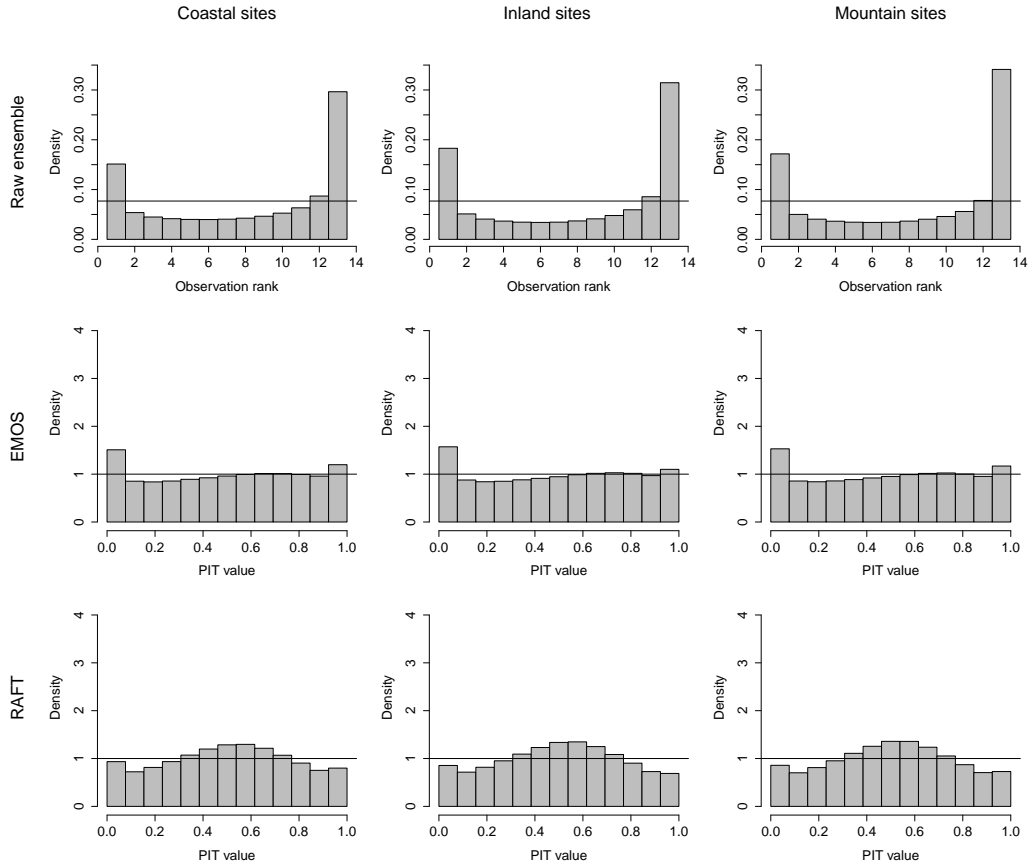 Coastal sites
Inland sites
Mountain sites
Raw ensemble
Density
0.00 0.10 0.20 0.30
0 2 4 6 8 10 12 14
Observation rank
Density
0.00 0.10 0.20 0.30
0 2 4 6 8 10 12 14
Observation rank
Density
0.00 0.10 0.20 0.30
0 2 4 6 8 10 12 14
Observation rank
EMOS
Density
0 1 2 3 4
0.0 0.2 0.4 0.6 0.8 1.0
PIT value
Density
0 1 2 3 4
0.0 0.2 0.4 0.6 0.8 1.0
PIT value
Density
0 1 2 3 4
0.0 0.2 0.4 0.6 0.8 1.0
PIT value
RAFT
Density
0 1 2 3 4
0.0 0.2 0.4 0.6 0.8 1.0
PIT value
Density
0 1 2 3 4
0.0 0.2 0.4 0.6 0.8 1.0
PIT value
Density
0 1 2 3 4
0.0 0.2 0.4 0.6 0.8 1.0
PIT value